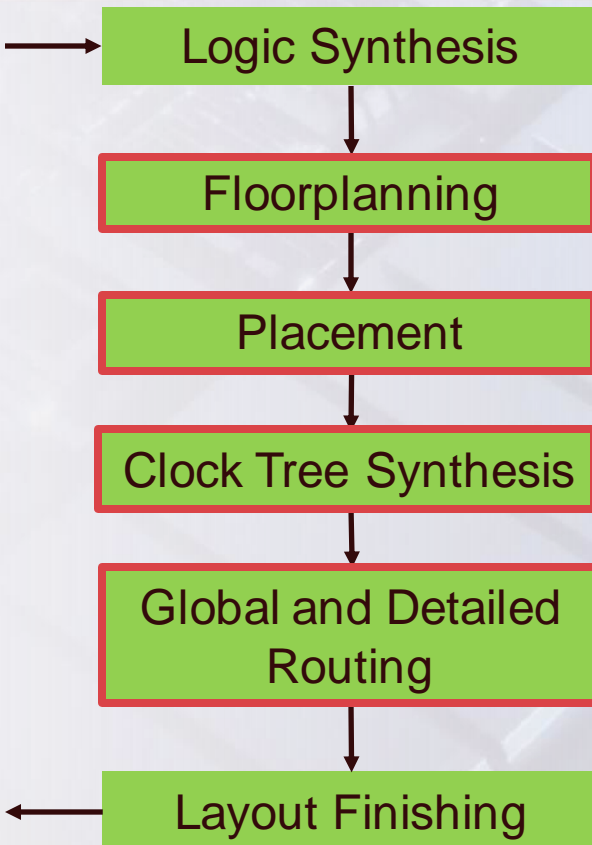 Logic Synthesis
Floorplanning
Placement
Clock Tree Synthesis
Global and Detailed
Routing
Layout Finishing